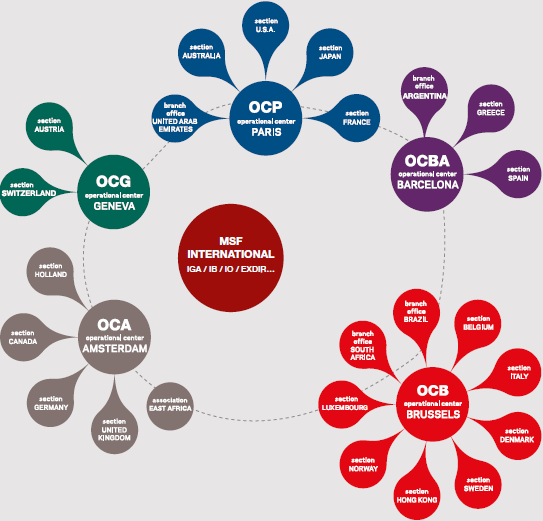 section
U.S.A.
section
AUSTRALIA
section
JAPAN
branch
office
UNITED ARAB
EMIRATES
OCP
operational center
PARIS
section
FRANCE
branch
office
ARGENTINA
section
GREECE
OCBA
operational center
BARCELONA
section
SPAIN
section
AUSTRIA
section
SWITZERLAND
OCG
operational center
GENEVA
MSF
INTERNATIONAL
IGA / IB / IO / EXDIR...
section
HOLLAND
section
CANADA
OCA
operational center
AMSTERDAM
section
GERMANY
section
UNITED
KINGDOM
association
EAST AFRICA
branch
office
BRAZIL
section
BELGIUM
branch
office
SOUTH
AFRICA
section
ITALY
section
LUXEMBOURG
OCB
operational center
BRUSSELS
section
DENMARK
section
NORWAY
section
HONG KONG
section
SWEDEN